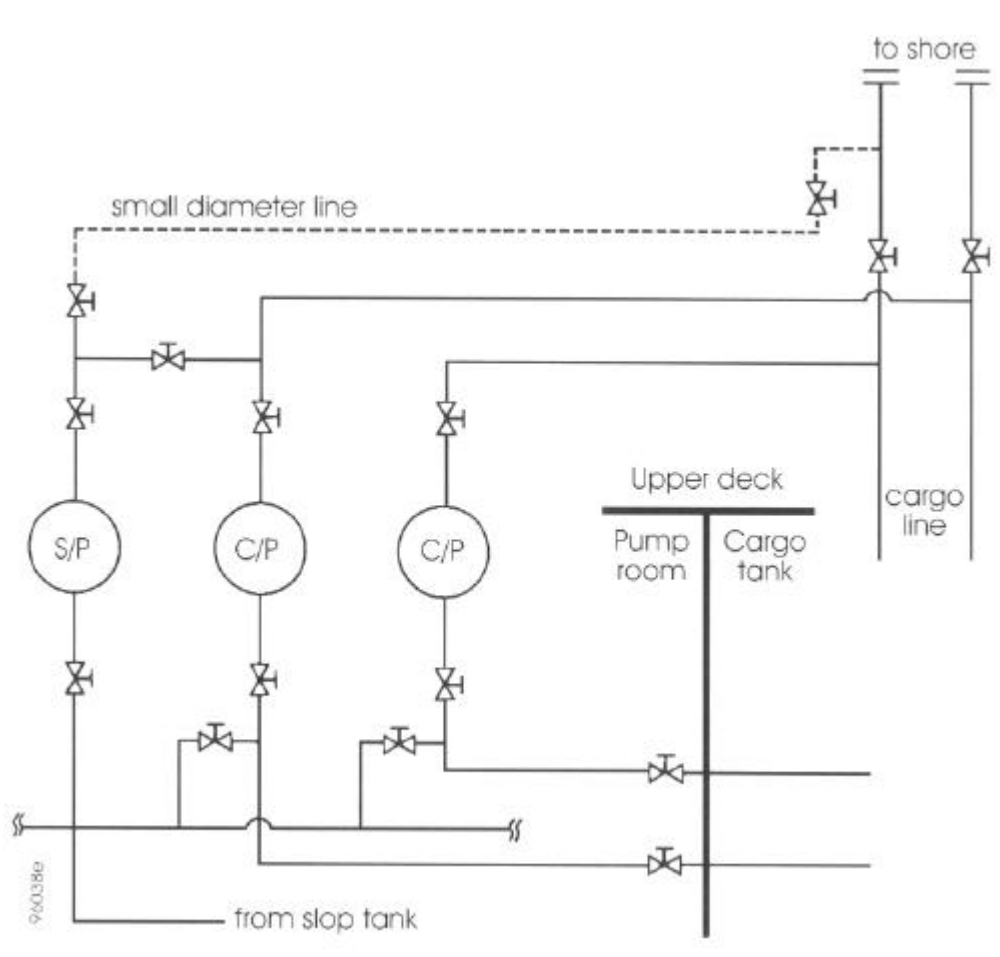 to shore
small diameter line
Upper deck
Pump
room
Cargo
tank
cargo
line
S/P
C/P
C/P
from slop tank
96038e